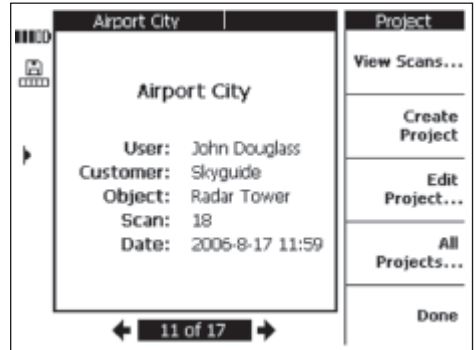 Airport City
Project
View Scans...
Airport City
Create
Project
User: John Douglass
Customer: Skyguide
Object: Radar Tower
Scan: 18
Date: 2006-8-17 11:59
Edit
Project...
All
Projects...
11 of 17
Done